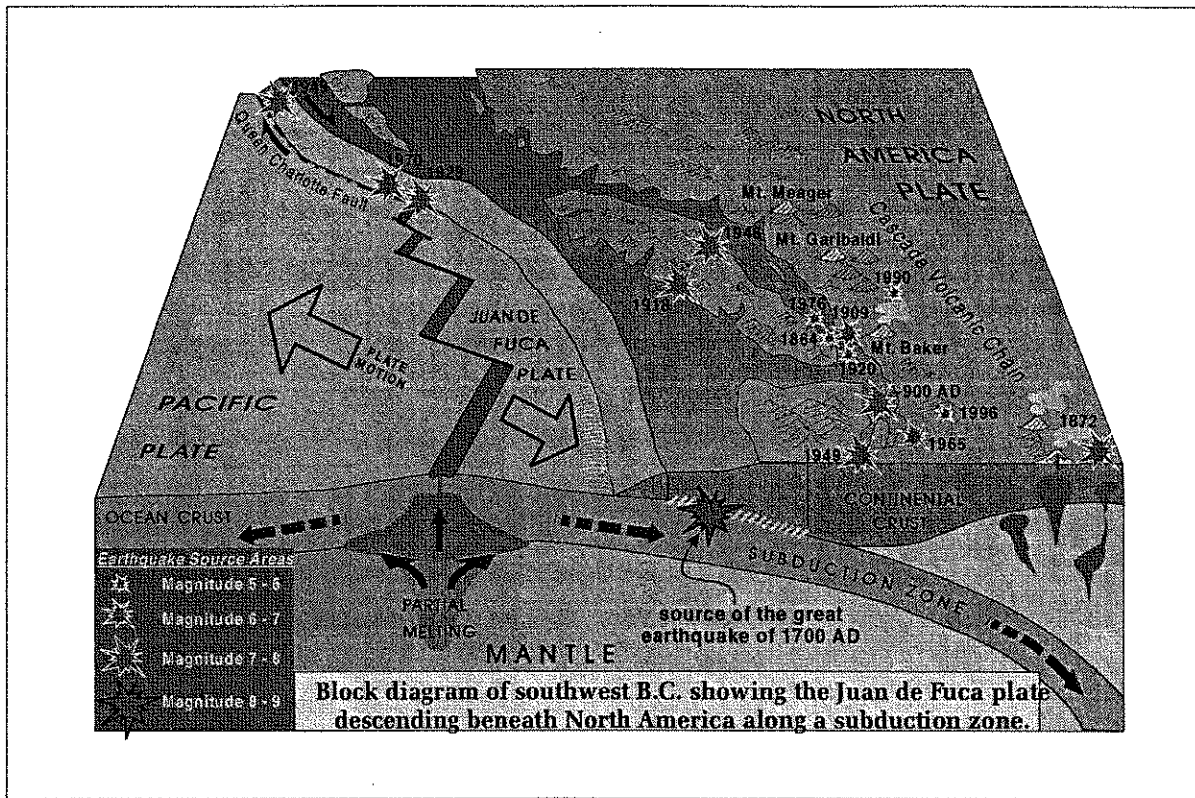 NORTH
AMERICA
PLATE
Queen Charlotte Fault
1970
1929
Mt. Meager
1946
Mt. Garibaldi
Cascade Volcanic Chain
1990
1918
1976
1909
1864
Mt. Baker
1920
JUAN DE
FUCA
PLATE
PLATE
MOTION
900 AD
1996
1872
1965
1949
PACIFIC
PLATE
OCEAN CRUST
CONTINENIAL
CRUST
Earthquake Source Areas
Magnitude 5 - 6
Magnitude 6 - 7
Magnitude 7 - 8
Magnitude 8 - 9
PARTIAL
MELTING
SUBDUCTION ZONE
source of the great
earthquake of 1700 AD
MANTLE
Block diagram of southwest B.C. showing the Juan de Fuca plate
descending beneath North America along a subduction zone.